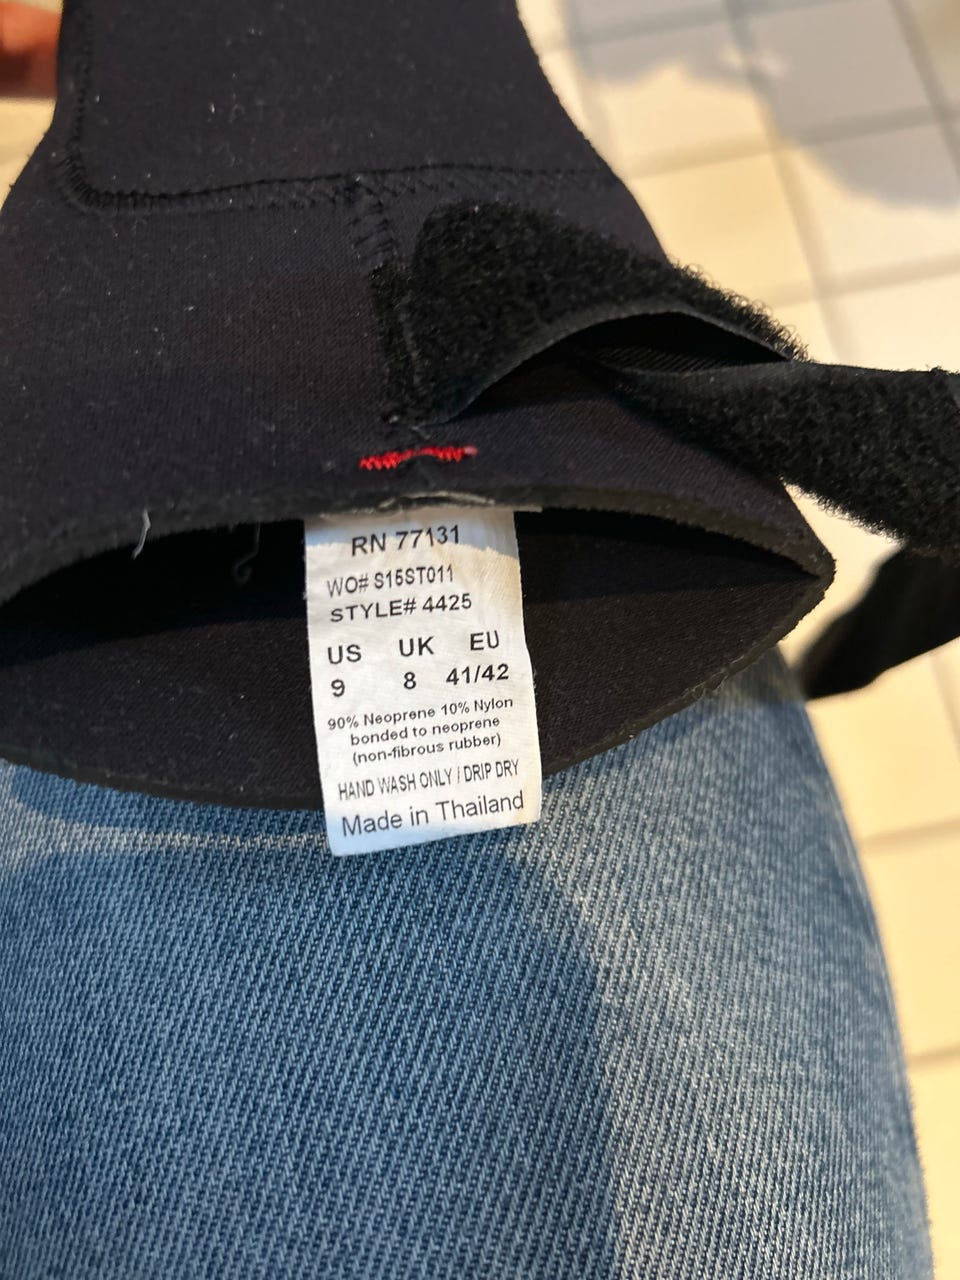 RN 77131
WO# S15ST011
STYLE# 4425
US UK EU
9 8 41/42
90% Neoprene 10% Nylon
bonded to neoprene
(non-fibrous rubber)
HAND WASH ONLY / DRIP DRY
Made in Thailand